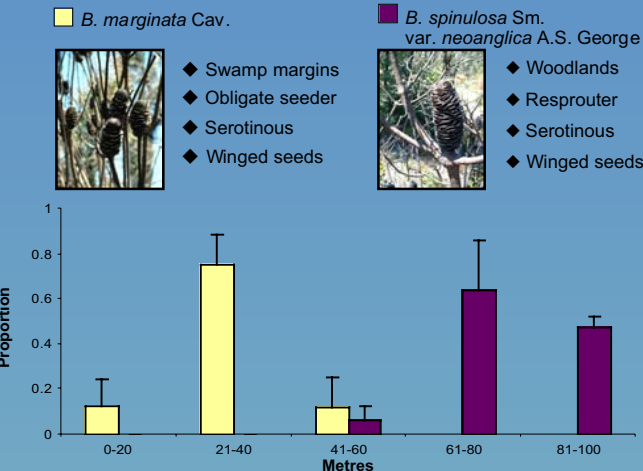 B. marginata Cav.
◆ Swamp margins
◆ Obligate seeder
◆ Serotinous
◆ Winged seeds
B. spinulosa Sm.
var. neoanglica A.S. George
◆ Woodlands
◆ Resprouter
◆ Serotinous
◆ Winged seeds
Proportion
1
0.8
0.6
0.4
0.2
0
0-20 21-40 41-60 61-80 81-100
Metres